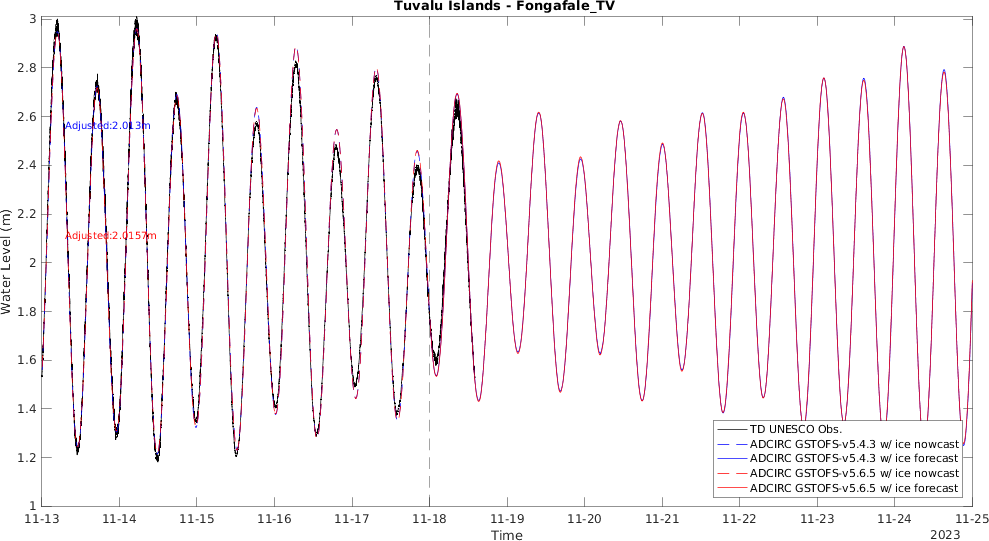 Tuvalu Islands - Fongafale_TV
3
2.8
2.6
2.4
2.2
2
1.8
1.6
1.4
1.2
1
Water Level (m)
Adjusted:2.013m
Adjusted:2.0157m
TD UNESCO Obs.
ADCIRC GSTOFS-v5.4.3 w/ ice nowcast
ADCIRC GSTOFS-v5.4.3 w/ ice forecast
ADCIRC GSTOFS-v5.6.5 w/ ice nowcast
ADCIRC GSTOFS-v5.6.5 w/ ice forecast
11-13 11-14 11-15 11-16 11-17 11-18 11-19 11-20 11-21 11-22 11-23 11-24 11-25
Time
2023